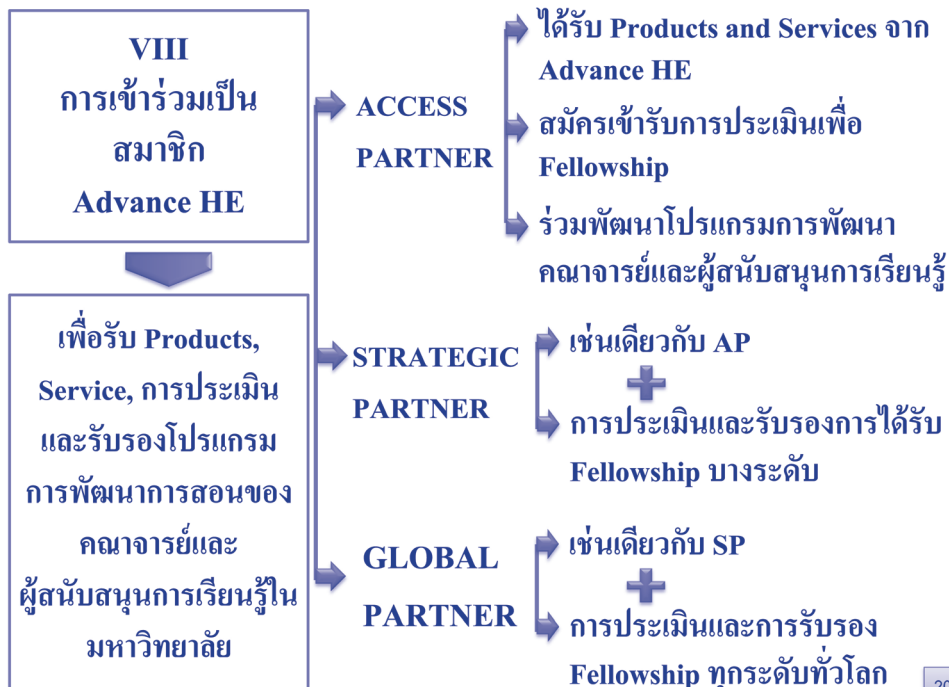 VIII
การเข้าร่วมเป็น
สมาชิก
Advance HE
เพื่อรับ Products,
Service, การประเมิน
และรับรองโปรแกรม
การพัฒนาการสอนของ
คณาจารย์และ
ผู้สนับสนุนการเรียนรู้ใน
มหาวิทยาลัย
ACCESS
PARTNER
ได้รับ Products and Services จาก
Advance HE
สมัครเข้ารับการประเมินเพื่อ
Fellowship
ร่วมพัฒนาโปรแกรมการพัฒนา
คณาจารย์และผู้สนับสนุนการเรียนรู้
STRATEGIC
PARTNER
เช่นเดียวกับ AP
การประเมินและรับรองการได้รับ
Fellowship บางระดับ
GLOBAL
PARTNER
เช่นเดียวกับ SP
การประเมินและการรับรอง
Fellowship ทุกระดับทั่วโลก